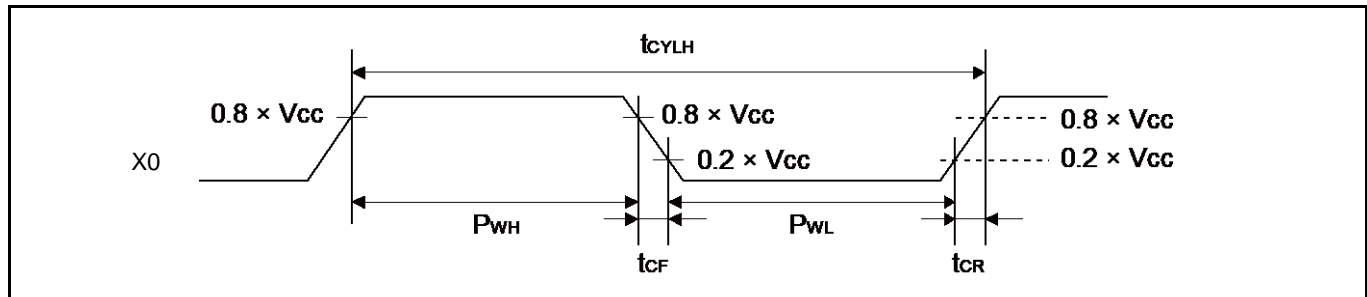 tCYLH
0.8 × Vcc
0.8 × Vcc
0.8 × Vcc
X0
0.2 × Vcc
0.2 × Vcc
PWH
PWL
tCF
tCR